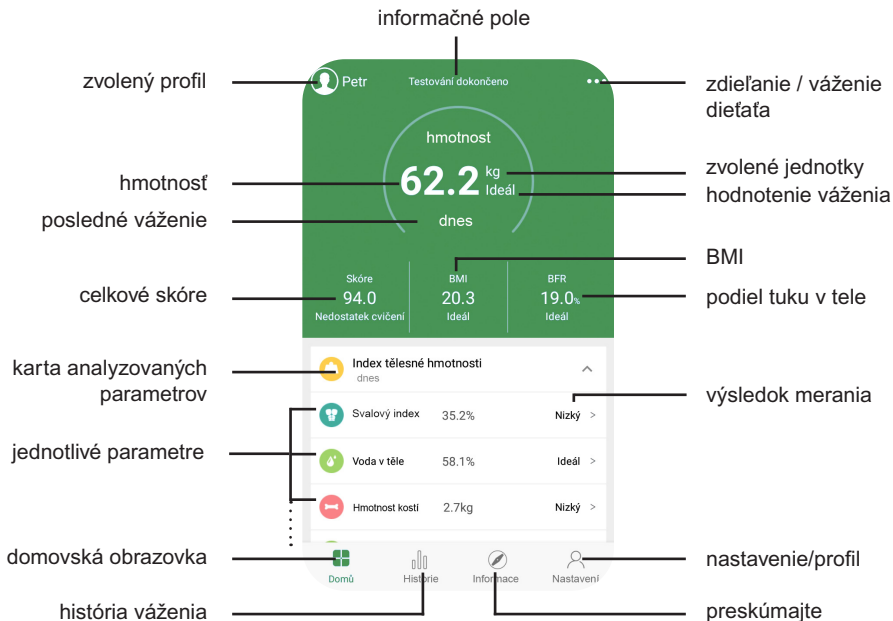 informačné pole
zvolený profil
Petr
Testování dokončeno
zdieľanie / váženie
dieťaťa
hmotnost
hmotnosť
62.2 kg
Ideál
zvolené jednotky
hodnotenie váženia
posledné váženie
dnes
BMI
celkové skóre
Skóre
94.0
Nedostatek cvičení
BMI
20.3
Ideál
BFR
19.0%
Ideál
podiel tuku v tele
karta analyzovaných
parametrov
Index tělesné hmotnosti
dnes
výsledok merania
jednotlivé parametre
Svalový index 35.2% Nizký >
Voda v těle 58.1% Ideál >
Hmotnost kostí 2.7kg Nizký >
domovská obrazovka
Domů
Historie
Informace
Nastavení
nastavenie/profil
história váženia
preskúmajte